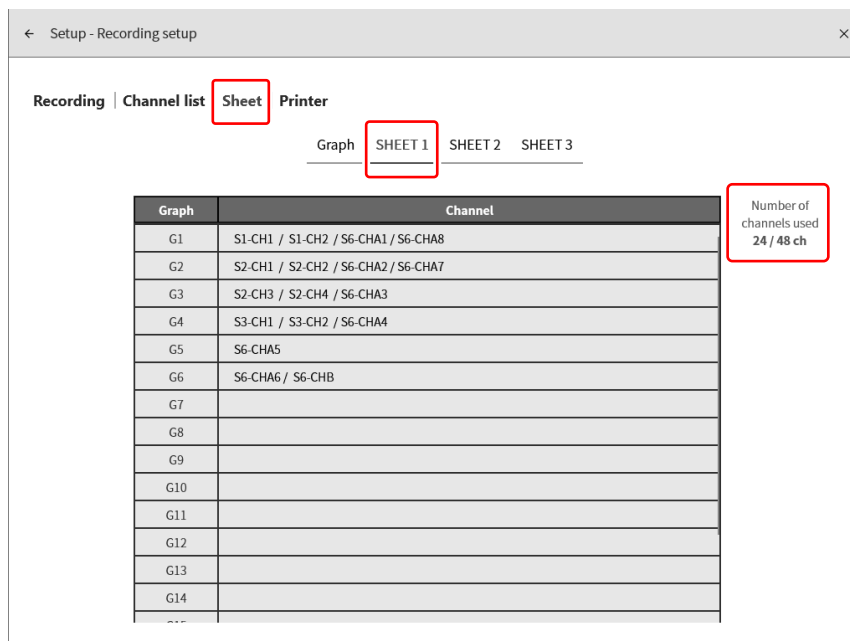 ← Setup - Recording setup ×
Recording | Channel list Sheet Printer
Graph SHEET 1 SHEET 2 SHEET 3
Number of
channels used
24 / 48 ch
Graph Channel
G1 S1-CH1 / S1-CH2 / S6-CHA1 / S6-CHA8
G2 S2-CH1 / S2-CH2 / S6-CHA2 / S6-CHA7
G3 S2-CH3 / S2-CH4 / S6-CHA3
G4 S3-CH1 / S3-CH2 / S6-CHA4
G5 S6-CHA5
G6 S6-CHA6 / S6-CHB
G7
G8
G9
G10
G11
G12
G13
G14